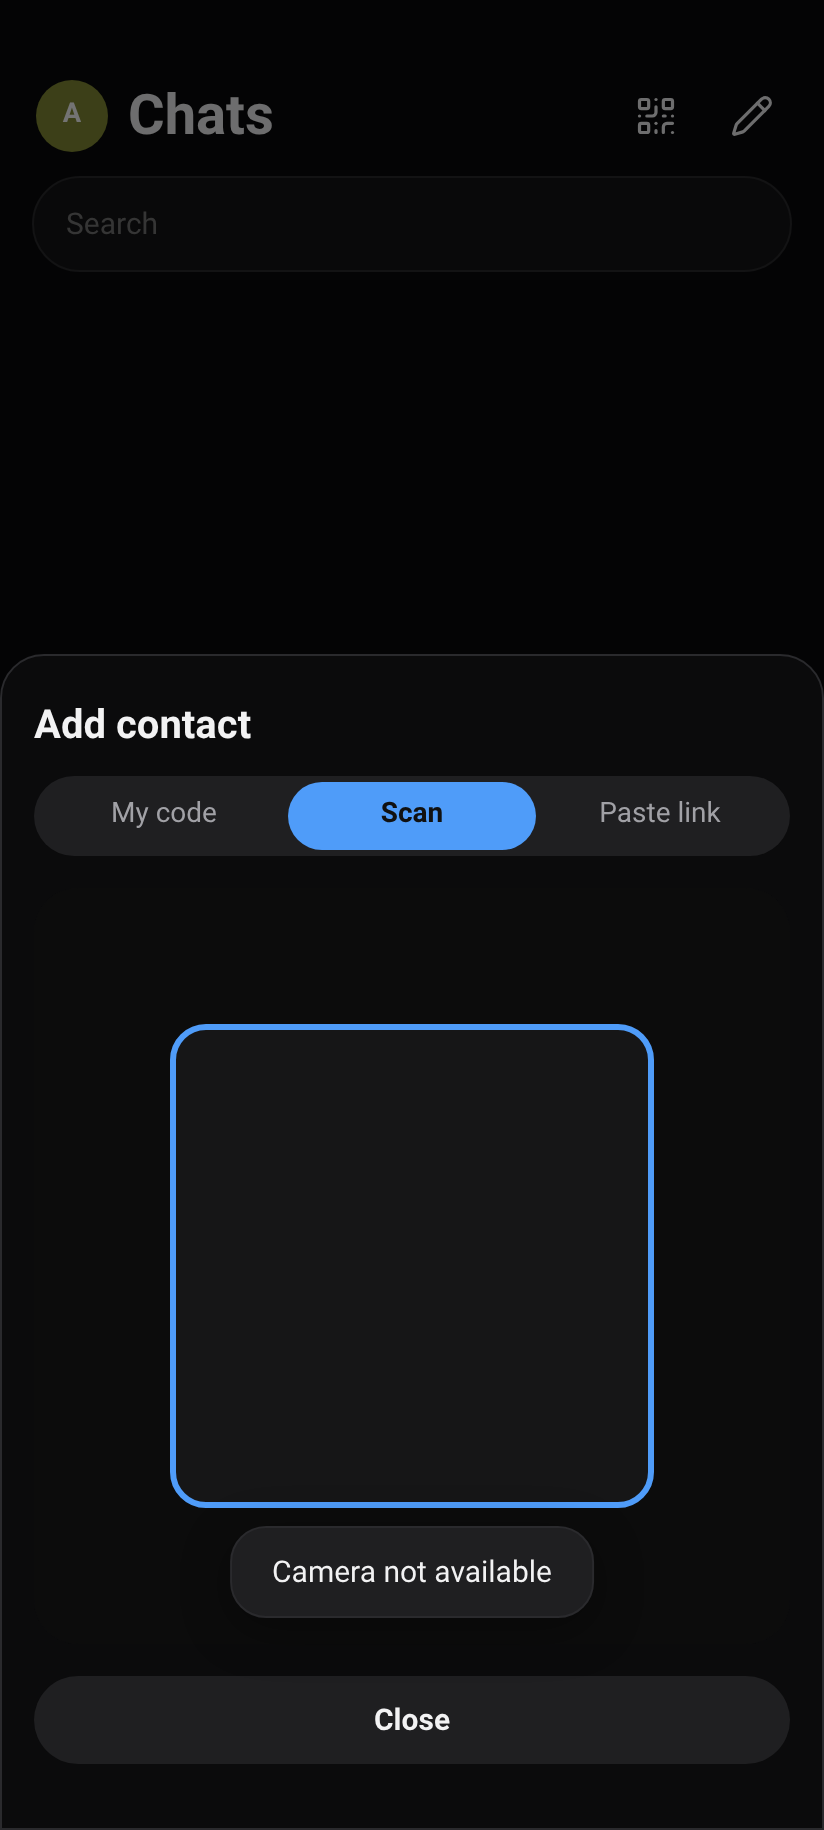 A
Chats
Search
Add contact
My code
Scan
Paste link
Camera not available
Close